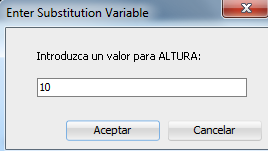 Enter Substitution Variable
Introduzca un valor para ALTURA:
10
Aceptar
Cancelar